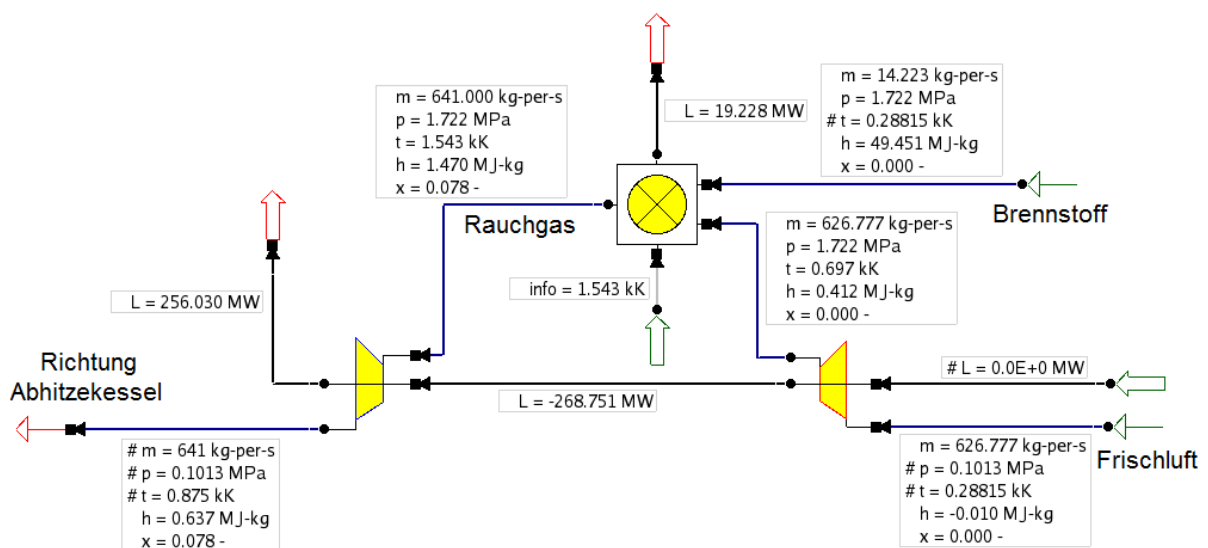 m = 641.000 kg-per-s
p = 1.722 MPa
t = 1.543 kK
h = 1.470 MJ-kg
x = 0.078 -
L = 19.228 MW
m = 14.223 kg-per-s
p = 1.722 MPa
# t = 0.28815 kK
h = 49.451 MJ-kg
x = 0.000 -
Rauchgas
Brennstoff
m = 626.777 kg-per-s
p = 1.722 MPa
t = 0.697 kK
h = 0.412 MJ-kg
x = 0.000 -
info = 1.543 kK
L = 256.030 MW
Richtung
Abhitzekessel
L = -268.751 MW
# L = 0.0E+0 MW
# m = 641 kg-per-s
# p = 0.1013 MPa
# t = 0.875 kK
h = 0.637 MJ-kg
x = 0.078 -
m = 626.777 kg-per-s
# p = 0.1013 MPa
# t = 0.28815 kK
h = -0.010 MJ-kg
x = 0.000 -
Frischluft